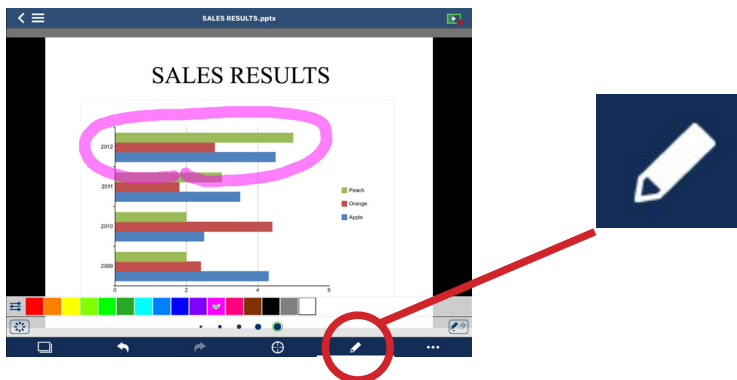 SALES RESULTS.pptx
SALES RESULTS
2012
2011
2010
2009
0 2 4 6
Peach
Orange
Apple